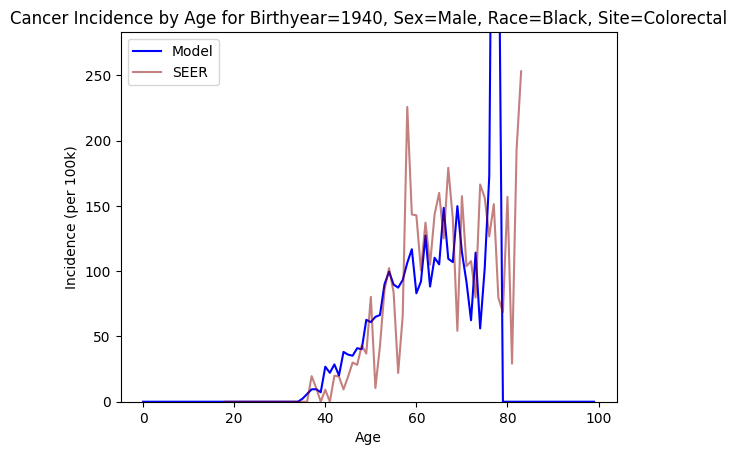 Cancer Incidence by Age for Birthyear=1940, Sex=Male, Race=Black, Site=Colorectal
Model
SEER
250
200
150
100
50
0
Incidence (per 100k)
0 20 40 60 80 100
Age